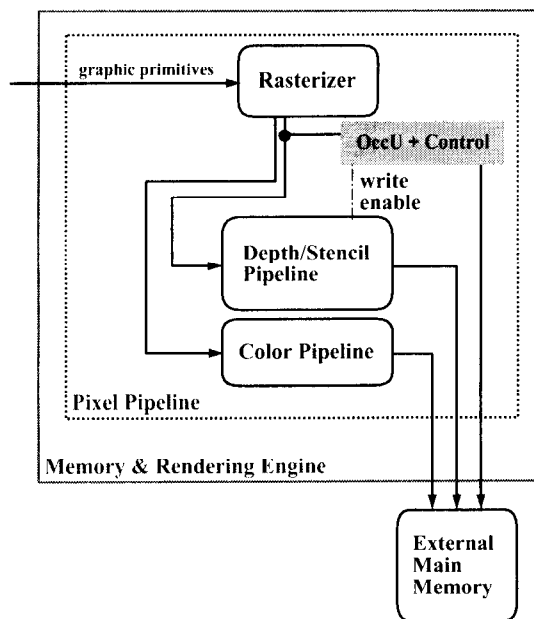 graphic primitives
Rasterizer
OccU + Control
write
enable
Depth/Stencil
Pipeline
Color Pipeline
Pixel Pipeline
Memory & Rendering Engine
External
Main
Memory